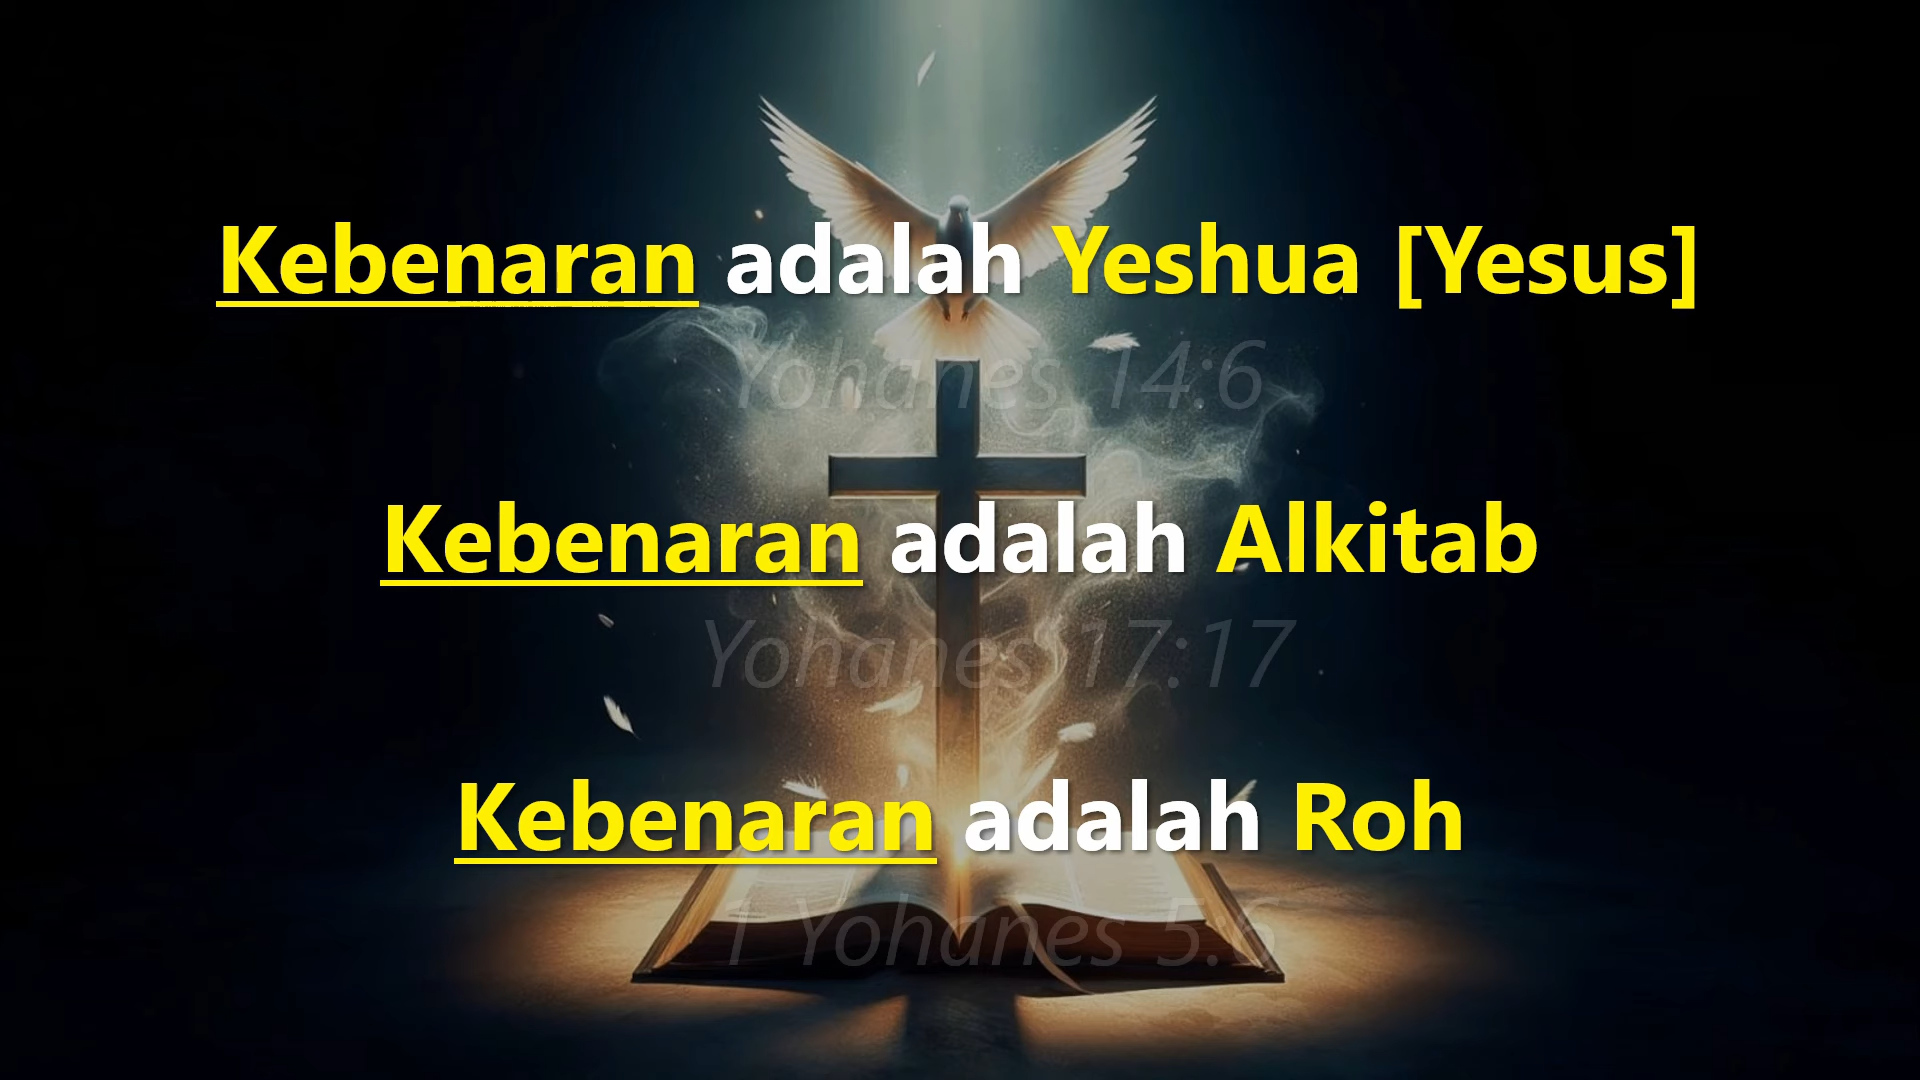 Kebenaran adalah Yeshua [Yesus]
Yohanes 14:6
Kebenaran adalah Alkitab
Yohanes 17:17
Kebenaran adalah Roh
1 Yohanes 5:6